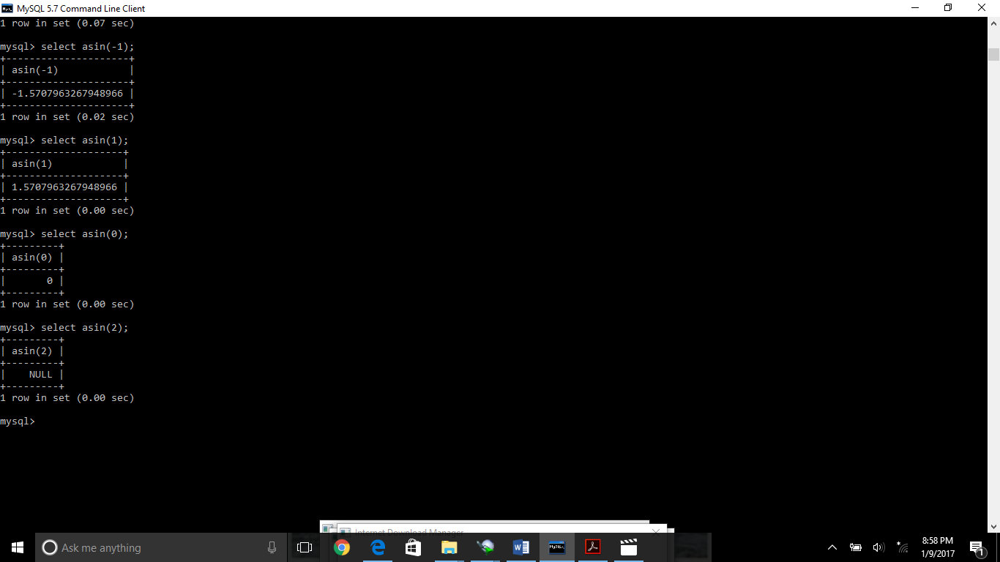 MySQL 5.7 Command Line Client
1 row in set (0.07 sec)
mysql> select asin(-1);
+---------------------+
| asin(-1)            |
+---------------------+
| -1.5707963267948966 |
+---------------------+
1 row in set (0.02 sec)
mysql> select asin(1);
+--------------------+
| asin(1)            |
+--------------------+
| 1.5707963267948966 |
+--------------------+
1 row in set (0.00 sec)
mysql> select asin(0);
+---------+
| asin(0) |
+---------+
|       0 |
+---------+
1 row in set (0.00 sec)
mysql> select asin(2);
+---------+
| asin(2) |
+---------+
|    NULL |
+---------+
1 row in set (0.00 sec)
mysql>
Internet Download Manager
Ask me anything
8:58 PM
1/9/2017
1